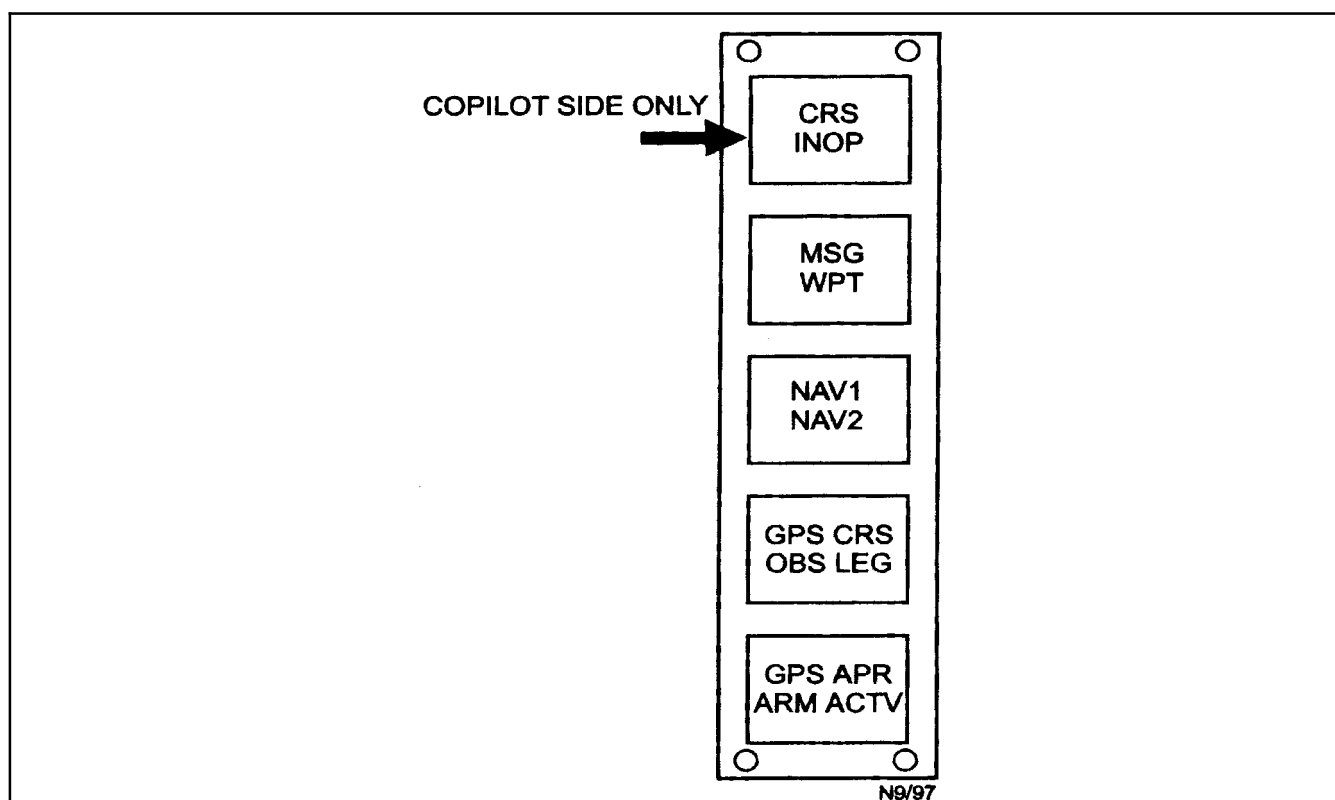 COPILOT SIDE ONLY
CRS
INOP
MSG
WPT
NAV1
NAV2
GPS CRS
OBS LEG
GPS APR
ARM ACTV
N9/97